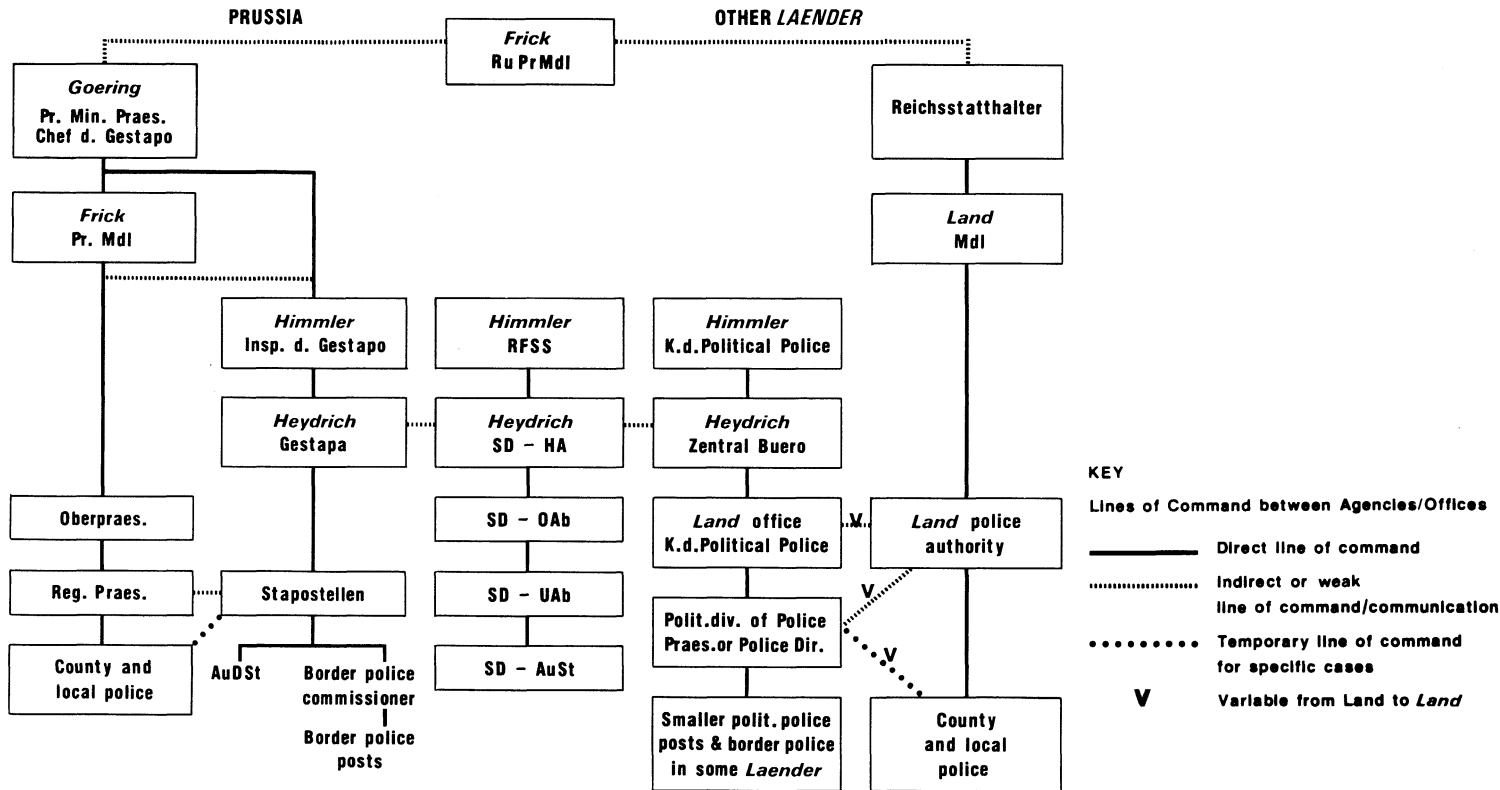 PRUSSIA
OTHER LAENDER
Frick
Ru PrMdI
Goering
Pr. Min. Praes.
Chef d. Gestapo
Reichsstatthalter
Frick
Pr. MdI
Land
MdI
Himmler
Insp. d. Gestapo
Himmler
RFSS
Himmler
K.d.Political Police
Heydrich
Gestapa
Heydrich
SD – HA
Heydrich
Zentral Buero
Oberpraes.
SD – OAb
Land office
K.d.Political Police
V
Land police
authority
Reg. Praes.
Stapostellen
SD – UAb
Polit.div. of Police
Praes.or Police Dir.
V
V
County and
local police
AuDSt
Border police
commissioner
Border police
posts
SD – AuSt
Smaller polit. police
posts & border police
in some Laender
County
and local
police
KEY
Lines of Command between Agencies/Offices
Direct line of command
Indirect or weak
line of command/communication
Temporary line of command
for specific cases
V Variable from Land to Land